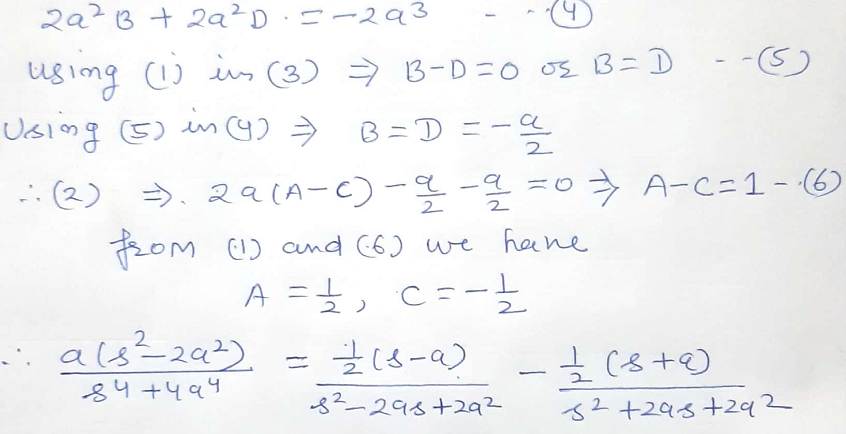 2a²B + 2a²D = -2a³ - - (4)
using (1) in (3) ⇒ B-D=0 or B=D - - (5)
Using (5) in (4) ⇒ B=D=-a/2
∴ (2) ⇒. 2a(A-C) - a/2 - a/2 = 0 ⇒ A-C=1 - · (6)
from (1) and (6) we have
A = 1/2, C = -1/2
∴ a(s²-2a²)/(s⁴+4a⁴) = 1/2(s-a)/(s²-2as+2a²) - 1/2(s+a)/(s²+2as+2a²)